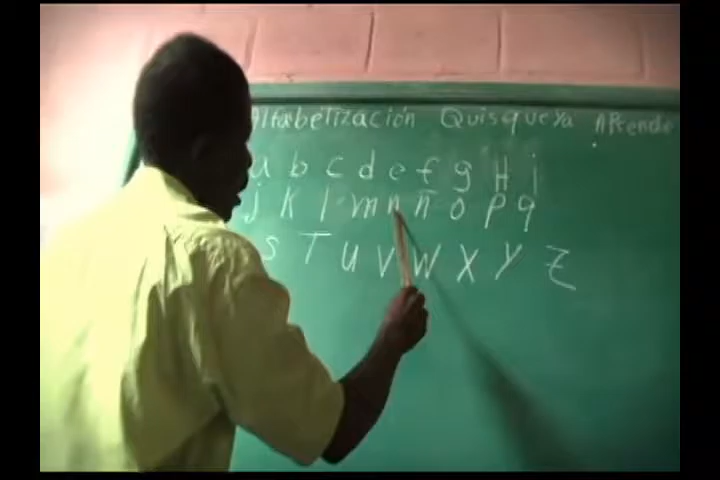 Alfabetización Quisqueya Aprende
a b c d e f g H i
j k l m n ñ o p q
s T u v w x y z